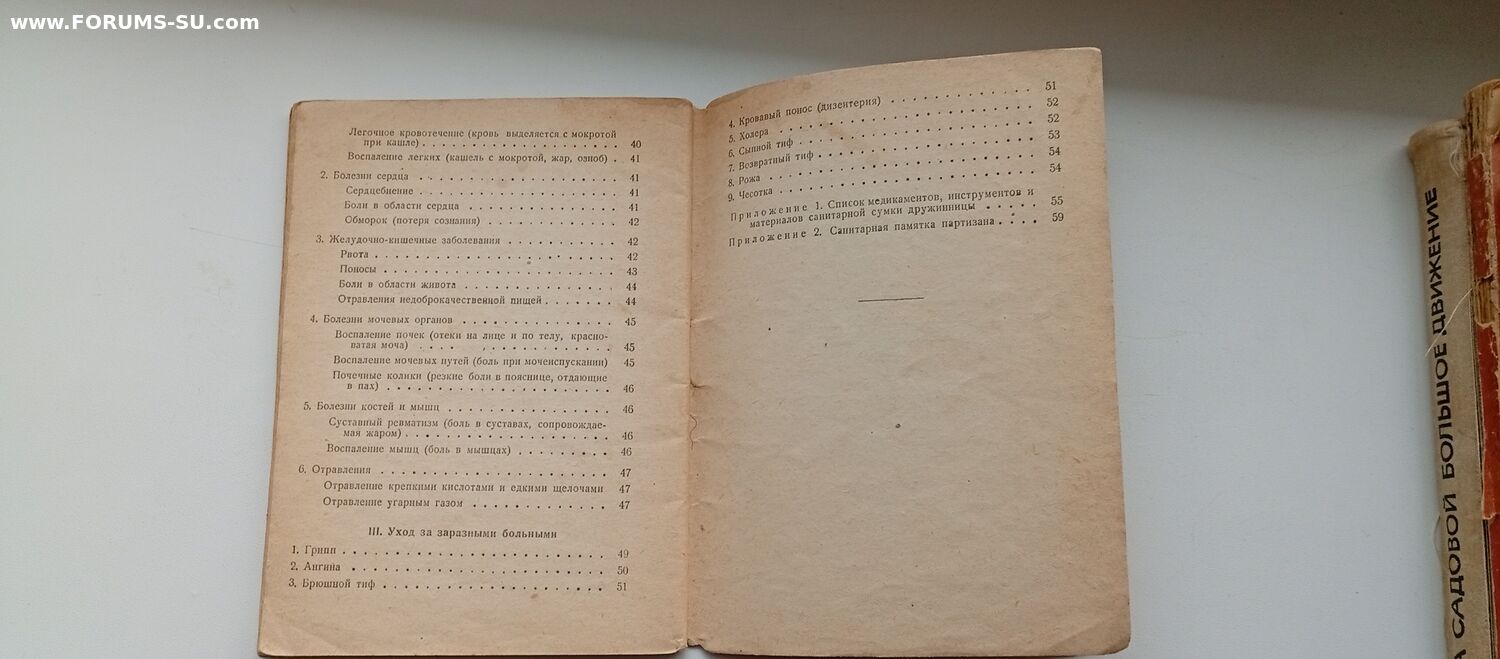 www.FORUMS-SU.com
Легочное кровотечение (кровь выделяется с мокротой
при кашле) . . . . . . . . . . . . . . . . . . . . 40
Воспаление легких (кашель с мокротой, жар, озноб) . 41
2. Болезни сердца . . . . . . . . . . . . . . . . . . 41
Сердцебиение . . . . . . . . . . . . . . . . . . 41
Боли в области сердца . . . . . . . . . . . . . . 41
Обморок (потеря сознания) . . . . . . . . . . . . 42
3. Желудочно-кишечные заболевания . . . . . . . . . . 42
Рвота . . . . . . . . . . . . . . . . . . . . . . 42
Поносы . . . . . . . . . . . . . . . . . . . . . 43
Боли в области живота . . . . . . . . . . . . . . 44
Отравления недоброкачественной пищей . . . . . . . 44
4. Болезни мочевых органов . . . . . . . . . . . . . 45
Воспаление почек (отеки на лице и по телу, красно-
ватая моча) . . . . . . . . . . . . . . . . . 45
Воспаление мочевых путей (боль при мочеиспускании) 45
Почечные колики (резкие боли в пояснице, отдающие
в пах) . . . . . . . . . . . . . . . . . . . . 46
5. Болезни костей и мышц . . . . . . . . . . . . . . 46
Суставный ревматизм (боль в суставах, сопровождае-
мая жаром) . . . . . . . . . . . . . . . . . . 46
Воспаление мышц (боль в мышцах) . . . . . . . . . 46
6. Отравления . . . . . . . . . . . . . . . . . . . 47
Отравление крепкими кислотами и едкими щелочами 47
Отравление угарным газом . . . . . . . . . . . . 47
III. Уход за заразными больными
1. Грипп . . . . . . . . . . . . . . . . . . . . . . 49
2. Ангина . . . . . . . . . . . . . . . . . . . . . 50
3. Брюшной тиф . . . . . . . . . . . . . . . . . . . 51
4. Кровавый понос (дизентерия) . . . . . . . . . . . 51
5. Холера . . . . . . . . . . . . . . . . . . . . . 52
6. Сыпной тиф . . . . . . . . . . . . . . . . . . . 52
7. Возвратный тиф . . . . . . . . . . . . . . . . . 53
8. Рожа . . . . . . . . . . . . . . . . . . . . . . 54
9. Чесотка . . . . . . . . . . . . . . . . . . . . . 54
Приложение 1. Список медикаментов, инструментов и
материалов санитарной сумки дружинницы . . . . . 55
Приложение 2. Санитарная памятка партизана . . . . 59
САДОВОЙ БОЛЬШОЕ ДВИЖЕНИЕ